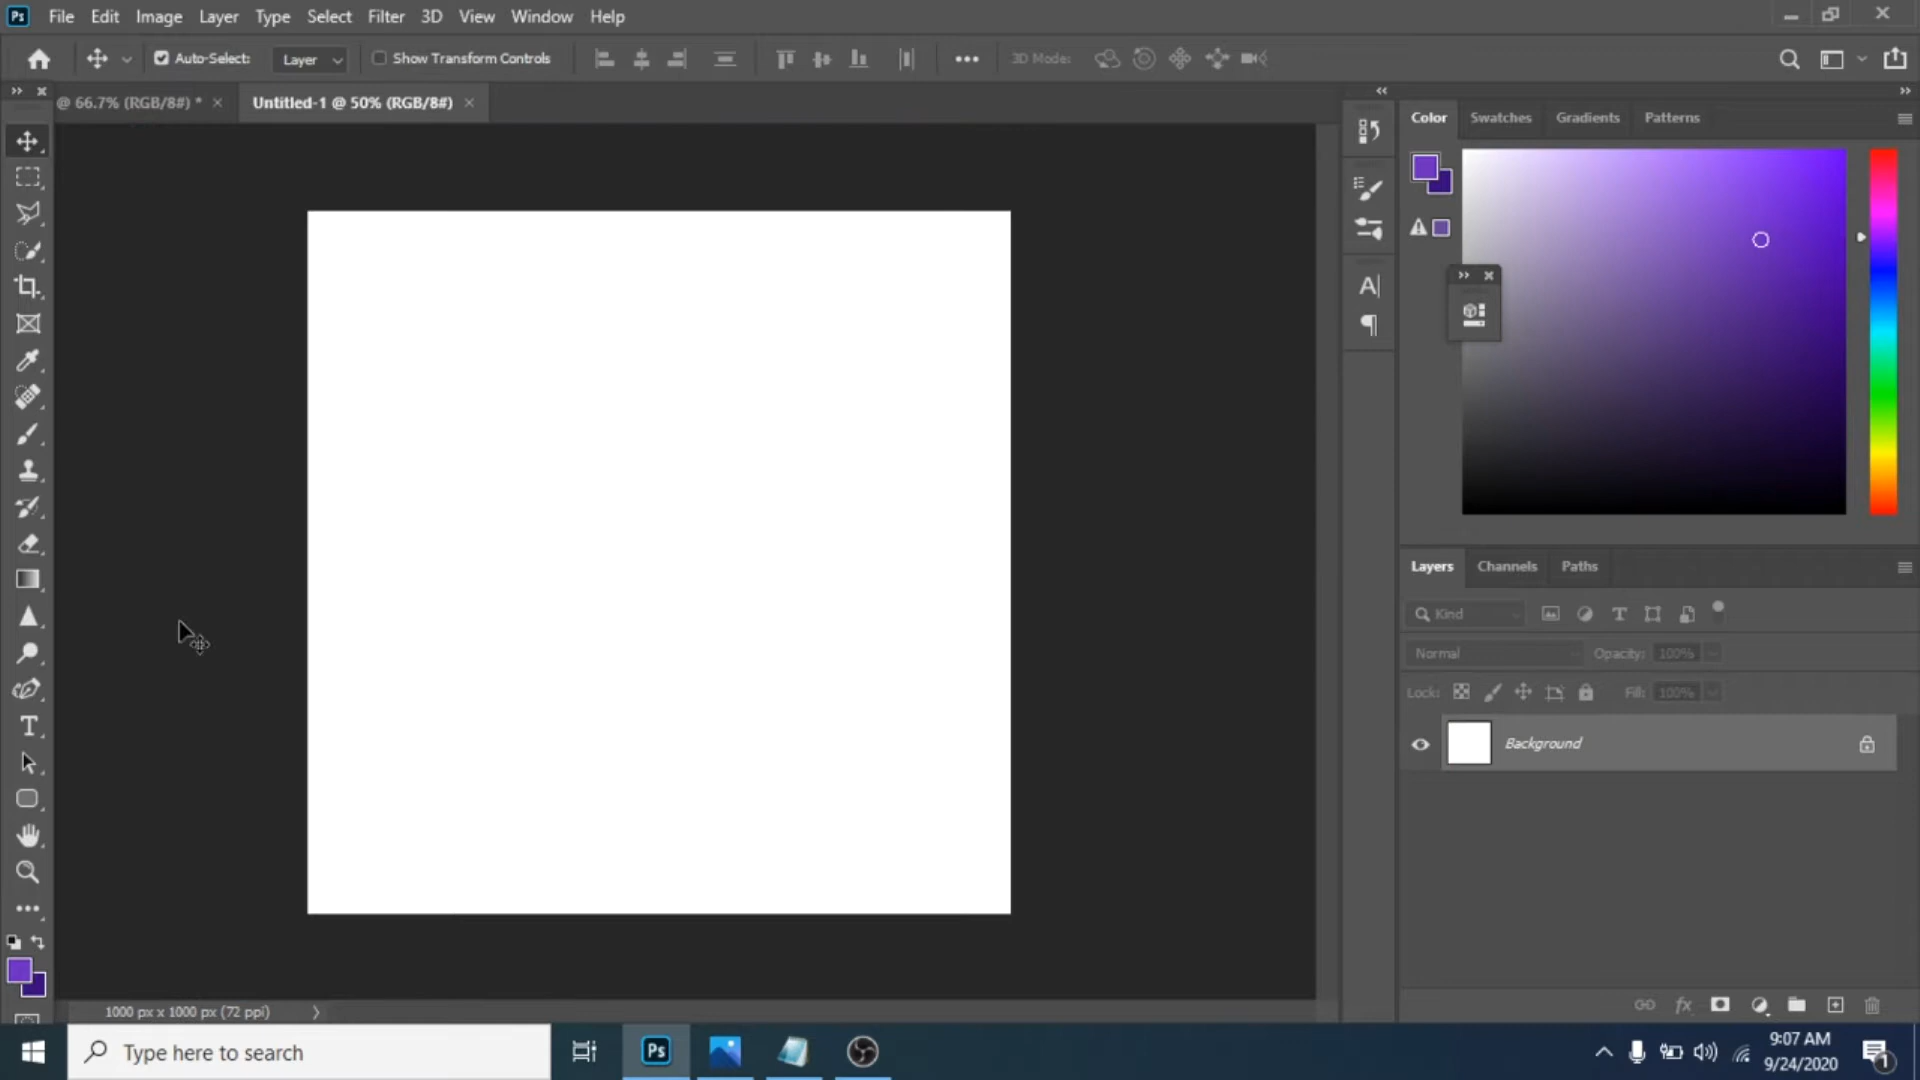 Ps File Edit Image Layer Type Select Filter 3D View Window Help
Auto-Select: Layer Show Transform Controls 3D Mode:
@ 66.7% (RGB/8#) * × Untitled-1 @ 50% (RGB/8#) ×
Color Swatches Gradients Patterns
Layers Channels Paths
Kind
Normal Opacity: 100%
Lock: Fill: 100%
Background
1000 px x 1000 px (72 ppi)
Type here to search
Ps
9:07 AM
9/24/2020
1